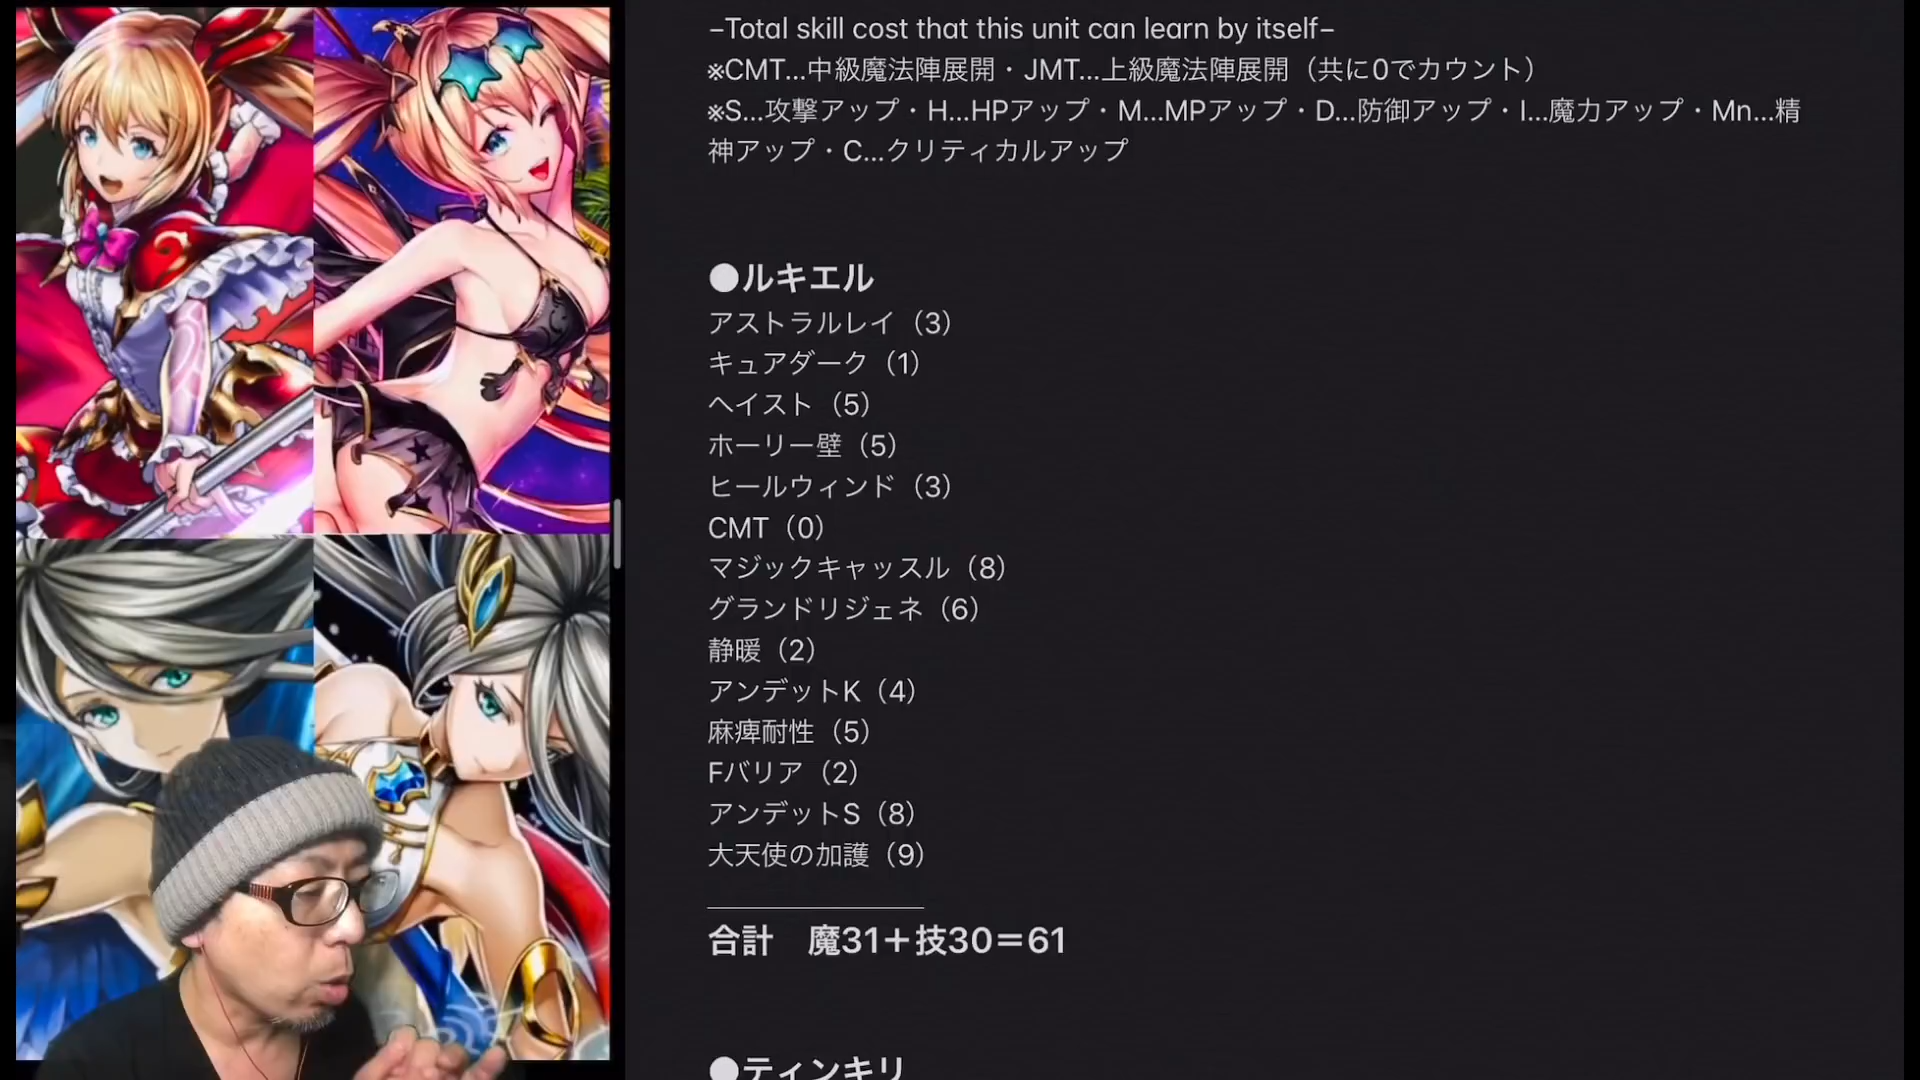 –Total skill cost that this unit can learn by itself–
※CMT…中級魔法陣展開・JMT…上級魔法陣展開（共に0でカウント）
※S…攻撃アップ・H…HPアップ・M…MPアップ・D…防御アップ・I…魔力アップ・Mn…精
神アップ・C…クリティカルアップ
●ルキエル
アストラルレイ（3）
キュアダーク（1）
ヘイスト（5）
ホーリー壁（5）
ヒールウィンド（3）
CMT（0）
マジックキャッスル（8）
グランドリジェネ（6）
静暖（2）
アンデットK（4）
麻痺耐性（5）
Fバリア（2）
アンデットS（8）
大天使の加護（9）
合計　魔31＋技30＝61
●ティンキリ